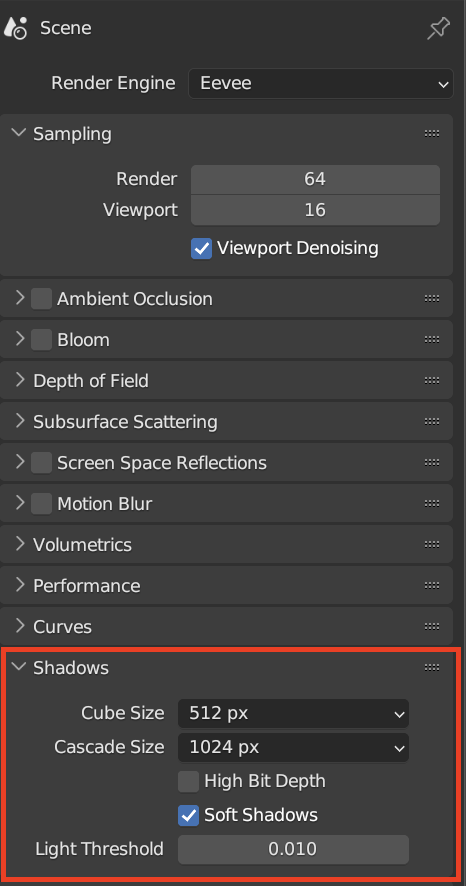 Scene
Render Engine Eevee
Sampling
Render 64
Viewport 16
Viewport Denoising
Ambient Occlusion
Bloom
Depth of Field
Subsurface Scattering
Screen Space Reflections
Motion Blur
Volumetrics
Performance
Curves
Shadows
Cube Size 512 px
Cascade Size 1024 px
High Bit Depth
Soft Shadows
Light Threshold 0.010